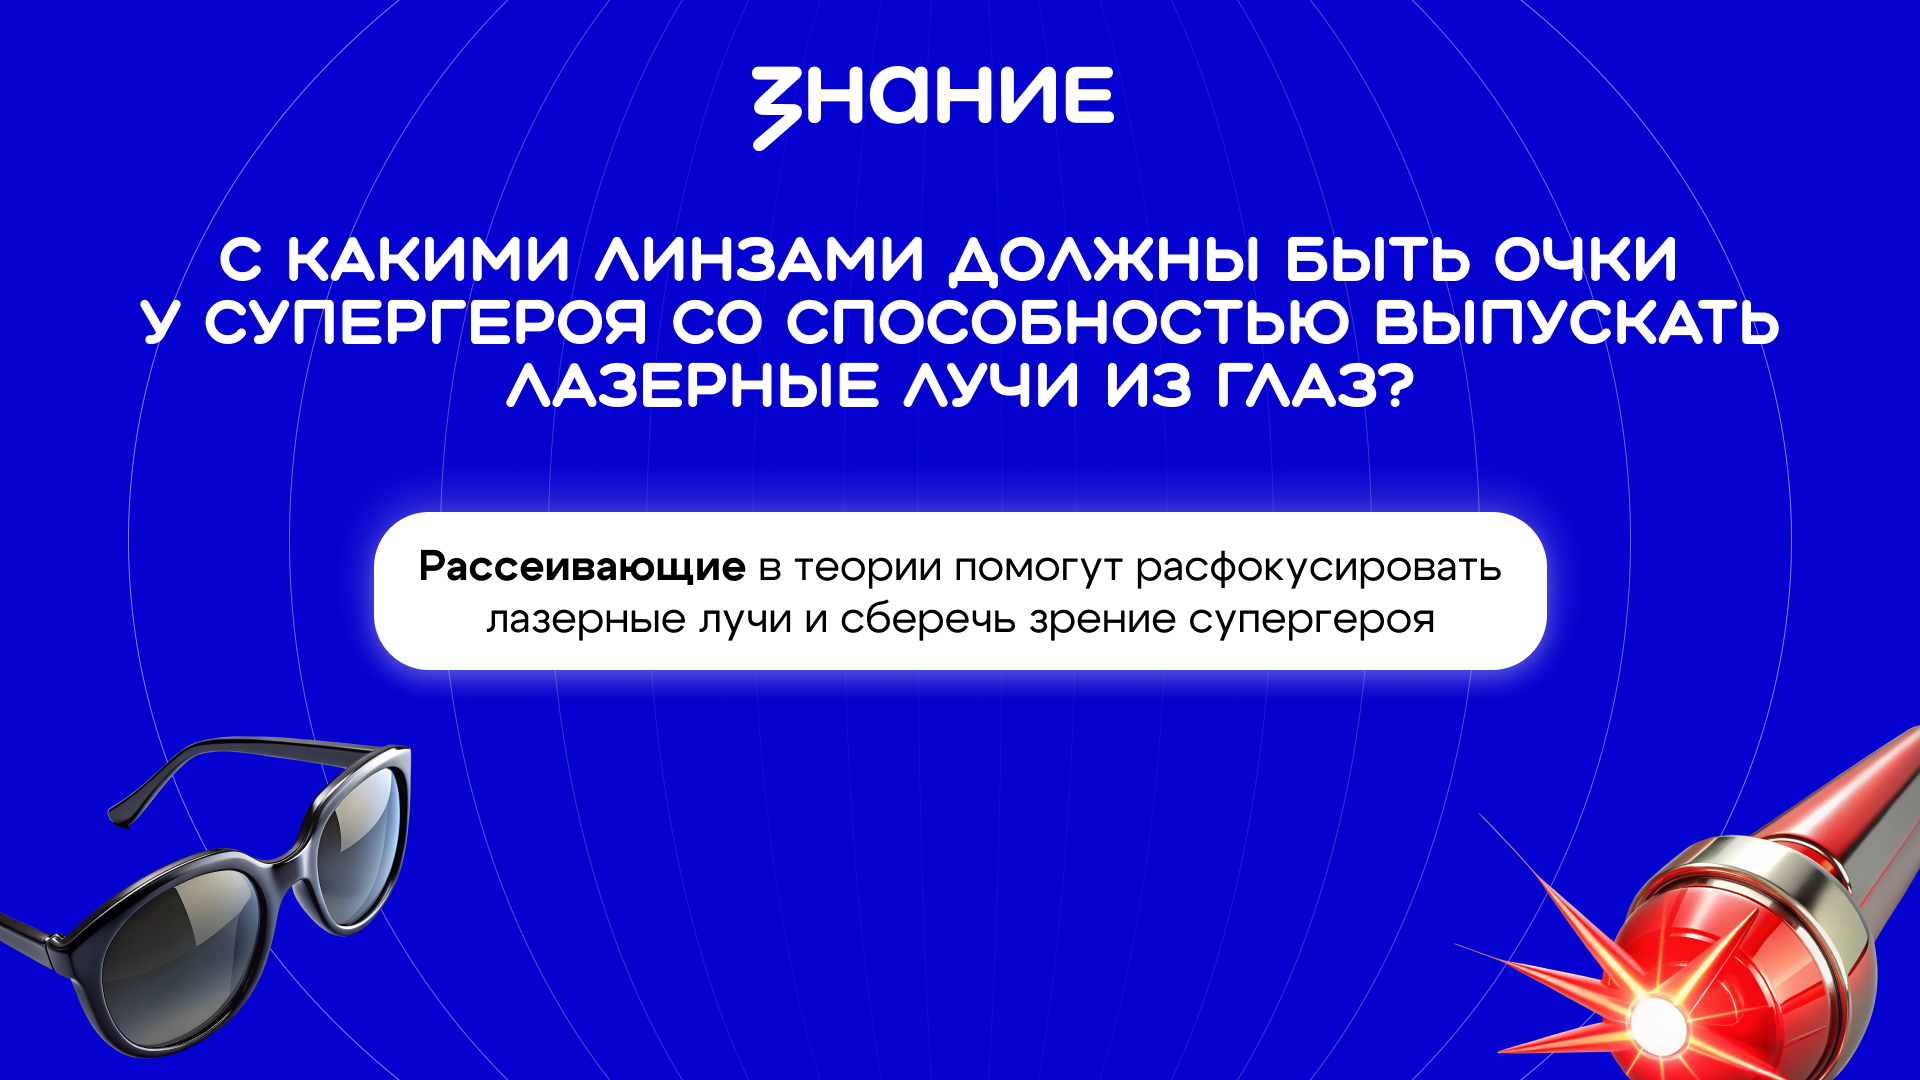 ЗНАНИЕ
С КАКИМИ ЛИНЗАМИ ДОЛЖНЫ БЫТЬ ОЧКИ
У СУПЕРГЕРОЯ СО СПОСОБНОСТЬЮ ВЫПУСКАТЬ
ЛАЗЕРНЫЕ ЛУЧИ ИЗ ГЛАЗ?
Рассеивающие в теории помогут расфокусировать
лазерные лучи и сберечь зрение супергероя